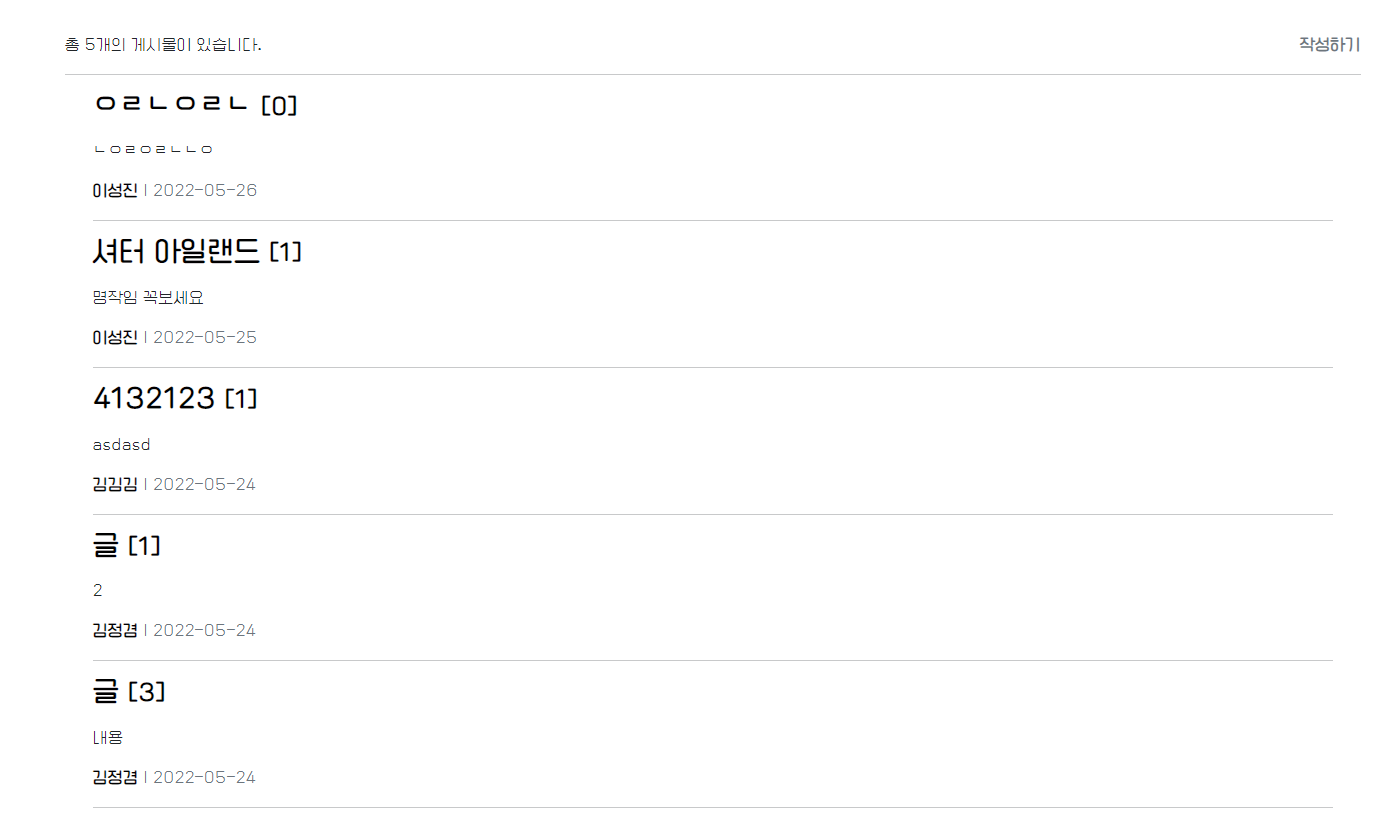 총 5개의 게시물이 있습니다.
작성하기
ㅇㄹㄴㅇㄹㄴ [0]
ㄴㅇㄹㅇㄹㄴㄴㅇ
이성진 | 2022-05-26
셔터 아일랜드 [1]
명작임 꼭보세요
이성진 | 2022-05-25
4132123 [1]
asdasd
김김김 | 2022-05-24
글 [1]
2
김정겸 | 2022-05-24
글 [3]
내용
김정겸 | 2022-05-24